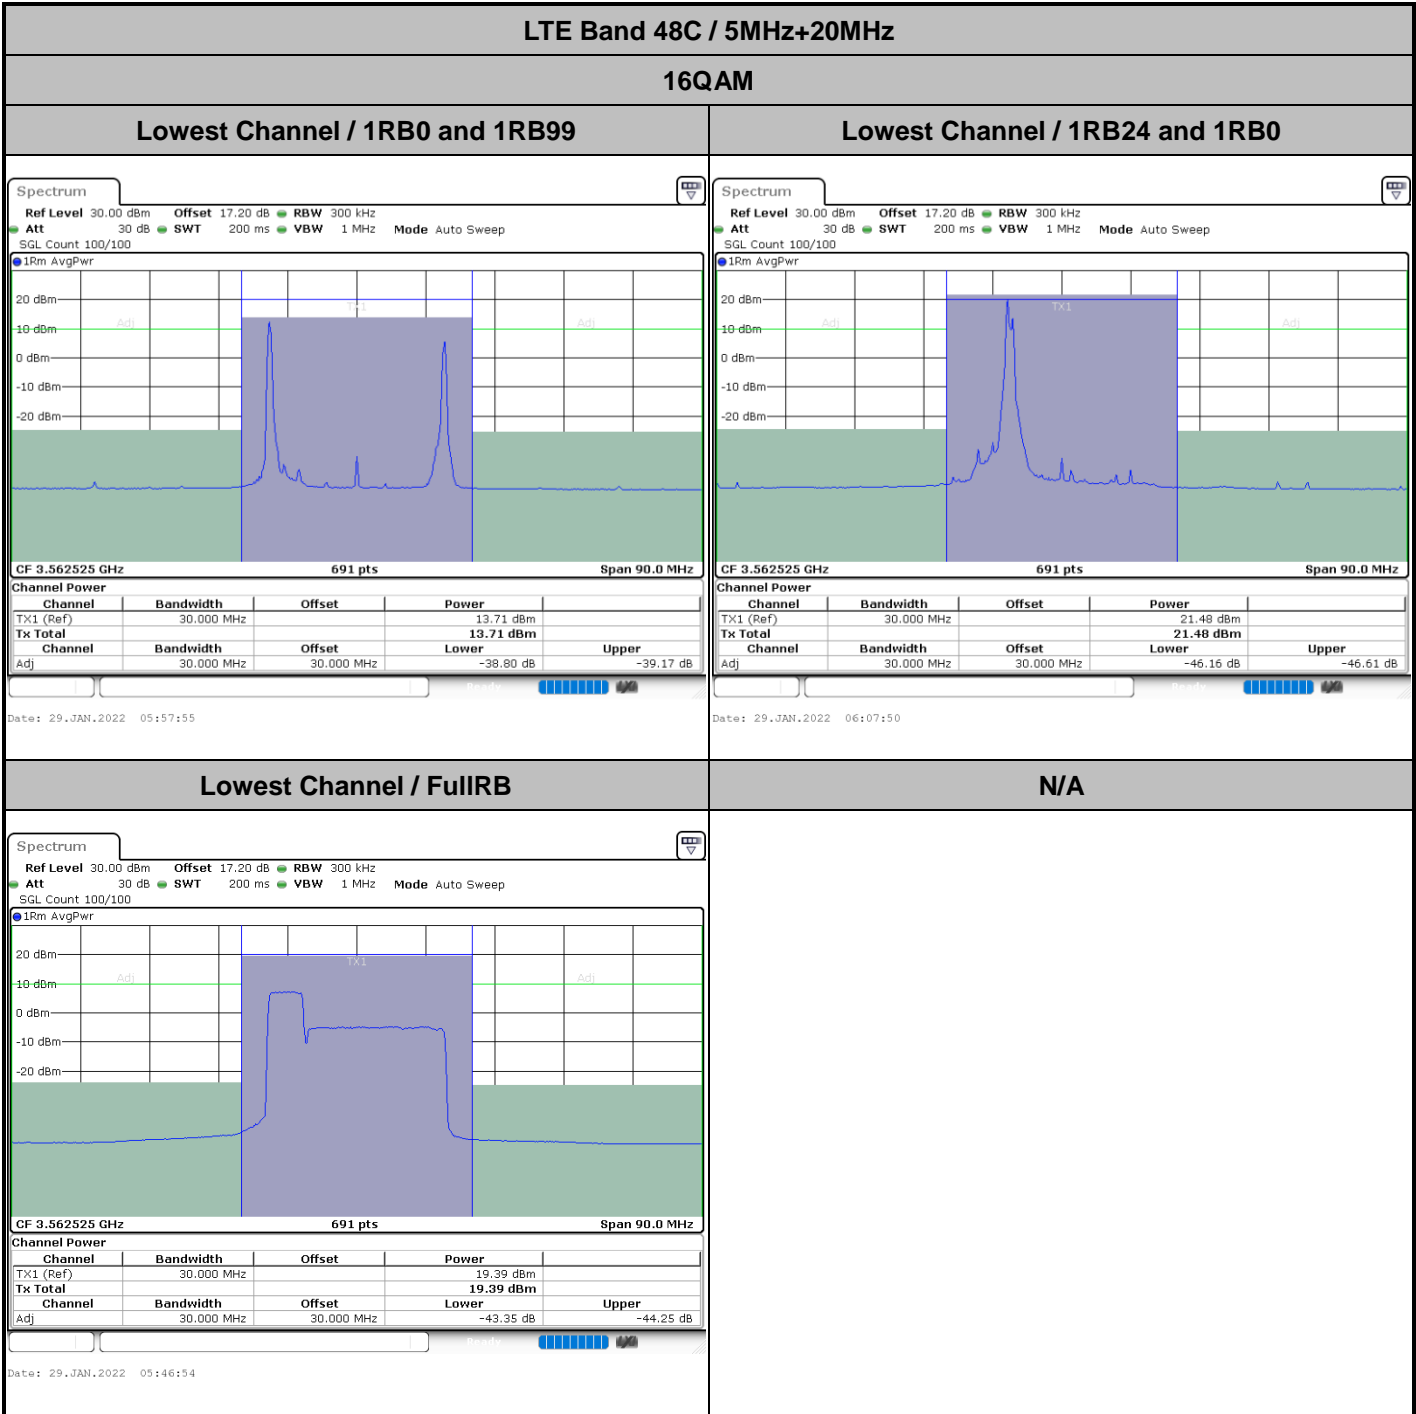 LTE Band 48C / 5MHz+20MHz
16QAM
Lowest Channel / 1RB0 and 1RB99
Lowest Channel / 1RB24 and 1RB0
Spectrum
Ref Level 30.00 dBm Offset 17.20 dB RBW 300 kHz
Att 30 dB SWT 200 ms VBW 1 MHz Mode Auto Sweep
SGL Count 100/100
1Rm AvgPwr
20 dBm
TX1
10 dBm
Adj
Adj
0 dBm
-10 dBm
-20 dBm
CF 3.562525 GHz 691 pts Span 90.0 MHz
Channel Power
Channel Bandwidth Offset Power
TX1 (Ref) 30.000 MHz 13.71 dBm
Tx Total 13.71 dBm
Channel Bandwidth Offset Lower Upper
Adj 30.000 MHz 30.000 MHz -38.80 dB -39.17 dB
Ready
Date: 29.JAN.2022 05:57:55
Spectrum
Ref Level 30.00 dBm Offset 17.20 dB RBW 300 kHz
Att 30 dB SWT 200 ms VBW 1 MHz Mode Auto Sweep
SGL Count 100/100
1Rm AvgPwr
20 dBm
TX1
10 dBm
Adj
Adj
0 dBm
-10 dBm
-20 dBm
CF 3.562525 GHz 691 pts Span 90.0 MHz
Channel Power
Channel Bandwidth Offset Power
TX1 (Ref) 30.000 MHz 21.48 dBm
Tx Total 21.48 dBm
Channel Bandwidth Offset Lower Upper
Adj 30.000 MHz 30.000 MHz -46.16 dB -46.61 dB
Ready
Date: 29.JAN.2022 06:07:50
Lowest Channel / FullRB
N/A
Spectrum
Ref Level 30.00 dBm Offset 17.20 dB RBW 300 kHz
Att 30 dB SWT 200 ms VBW 1 MHz Mode Auto Sweep
SGL Count 100/100
1Rm AvgPwr
20 dBm
TX1
10 dBm
Adj
Adj
0 dBm
-10 dBm
-20 dBm
CF 3.562525 GHz 691 pts Span 90.0 MHz
Channel Power
Channel Bandwidth Offset Power
TX1 (Ref) 30.000 MHz 19.39 dBm
Tx Total 19.39 dBm
Channel Bandwidth Offset Lower Upper
Adj 30.000 MHz 30.000 MHz -43.35 dB -44.25 dB
Ready
Date: 29.JAN.2022 05:46:54